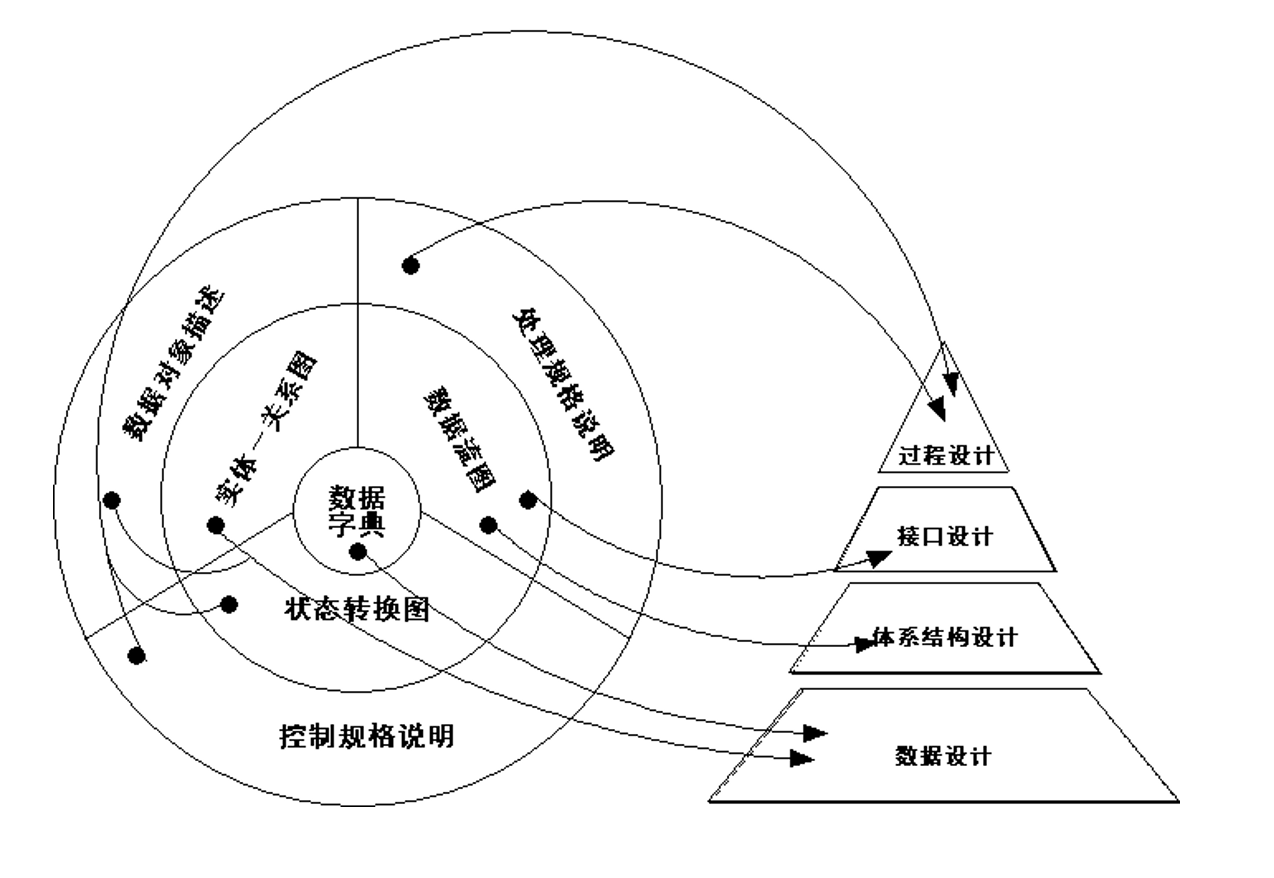 数据对象描述
实体－关系图
数据流图
处理规格说明
数据
字典
状态转换图
控制规格说明
过程设计
接口设计
体系结构设计
数据设计